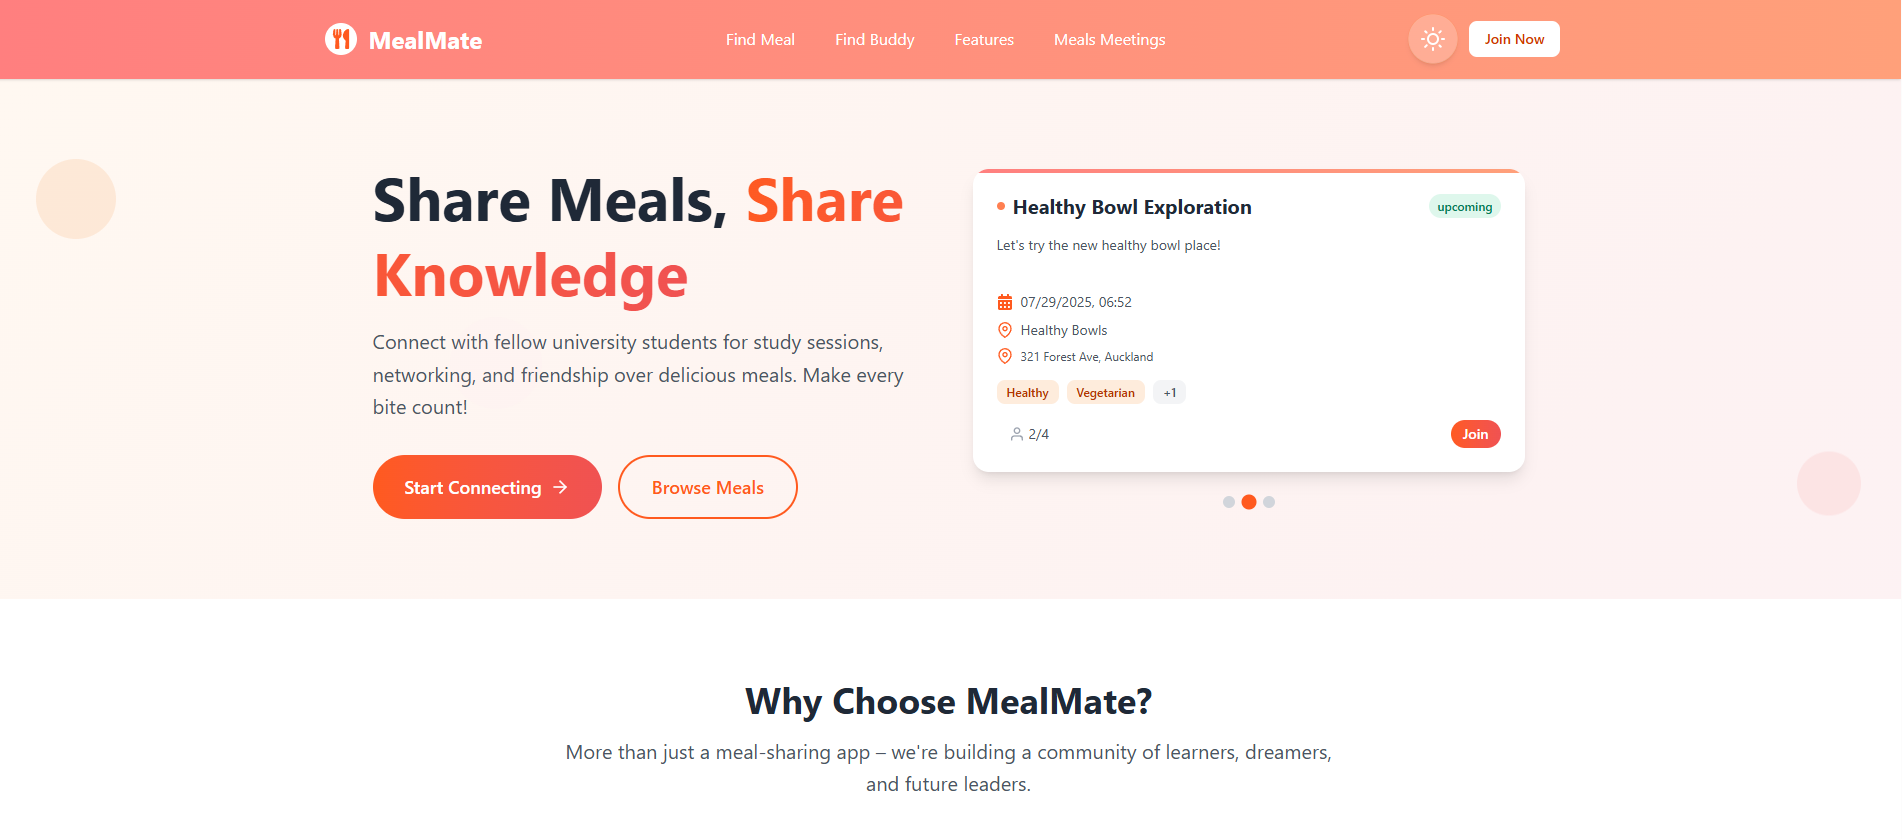 MealMate
Find Meal
Find Buddy
Features
Meals Meetings
Join Now
Share Meals, Share
Knowledge
Connect with fellow university students for study sessions,
networking, and friendship over delicious meals. Make every
bite count!
Start Connecting
Browse Meals
Healthy Bowl Exploration
upcoming
Let's try the new healthy bowl place!
07/29/2025, 06:52
Healthy Bowls
321 Forest Ave, Auckland
Healthy
Vegetarian
+1
2/4
Join
Why Choose MealMate?
More than just a meal-sharing app – we're building a community of learners, dreamers,
and future leaders.